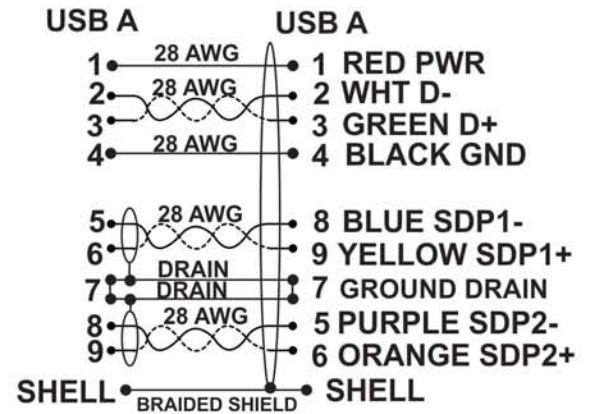 USB A USB A
1 28 AWG 1 RED PWR
2 28 AWG 2 WHT D-
3 3 GREEN D+
4 28 AWG 4 BLACK GND
5 28 AWG 8 BLUE SDP1-
6 9 YELLOW SDP1+
DRAIN
7 7 GROUND DRAIN
DRAIN
8 28 AWG 5 PURPLE SDP2-
9 6 ORANGE SDP2+
SHELL BRAIDED SHIELD SHELL